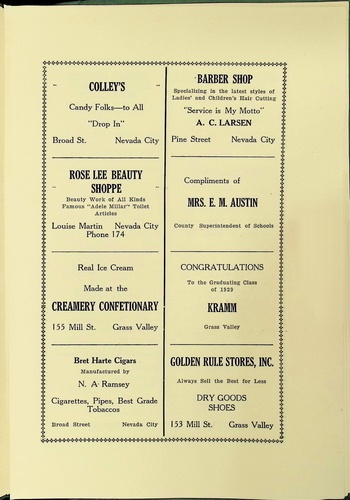 COLLEY'S
Candy Folks—to All
"Drop In"
Broad St. Nevada City
ROSE LEE BEAUTY
SHOPPE
Beauty Work of All Kinds
Famous "Adele Millar" Toilet
Articles
Louise Martin Nevada City
Phone 174
Real Ice Cream
Made at the
CREAMERY CONFETIONARY
155 Mill St. Grass Valley
Bret Harte Cigars
Manufactured by
N. A. Ramsey
Cigarettes, Pipes, Best Grade
Tobaccos
Broad Street Nevada City
BARBER SHOP
Specializing in the latest styles of
Ladies' and Children's Hair Cutting
"Service is My Motto"
A. C. LARSEN
Pine Street Nevada City
Compliments of
MRS. E. M. AUSTIN
County Superintendent of Schools
CONGRATULATIONS
To the Graduating Class
of 1929
KRAMM
Grass Valley
GOLDEN RULE STORES, INC.
Always Sell the Best for Less
DRY GOODS
SHOES
153 Mill St. Grass Valley